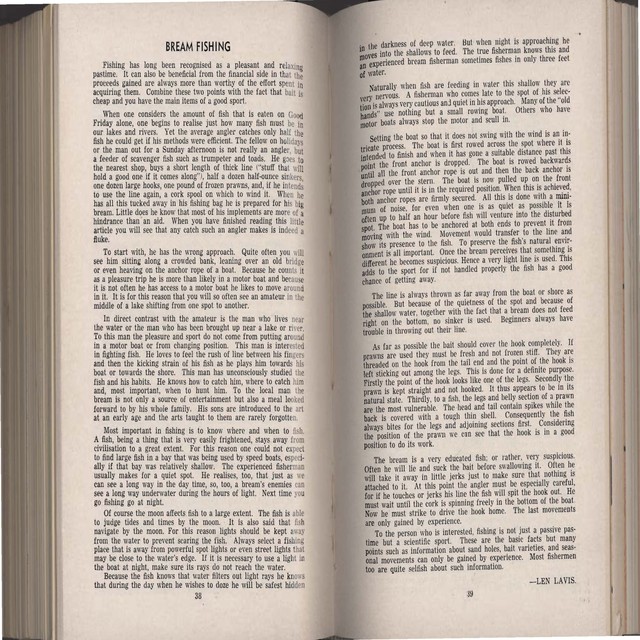 BREAM FISHING
Fishing has long been recognised as a pleasant and relaxing
pastime. It can also be beneficial from the financial side in that the
proceeds gained are always more than worthy of the effort spent in
acquiring them. Combine these two points with the fact that bait is
cheap and you have the main items of a good sport.
When one considers the amount of fish that is eaten on Good
Friday alone, one begins to realise just how many fish must be in
our lakes and rivers. Yet the average angler catches only half the
fish he could get if his methods were efficient. The fellow on holidays
or the man out for a Sunday afternoon is not really an angler, but
a feeder of scavenger fish such as trumpeter and toads. He goes to
the nearest shop, buys a short length of thick line ("stuff that will
hold a good one if it comes along"), half a dozen half-ounce sinkers,
one dozen large hooks, one pound of frozen prawns, and, if he intends
to use the line again, a cork spool on which to wind it. When he
has all this tucked away in his fishing bag he is prepared for his big
bream. Little does he know that most of his implements are more of a
hindrance than an aid. When you have finished reading this little
article you will see that any catch such an angler makes is indeed a
fluke.
To start with, he has the wrong approach. Quite often you will
see him sitting along a crowded bank, leaning over an old bridge
or even heaving on the anchor rope of a boat. Because he counts it
as a pleasure trip he is more than likely in a motor boat and because
it is not often he has access to a motor boat he likes to move around
in it. It is for this reason that you will so often see an amateur in the
middle of a lake shifting from one spot to another.
In direct contrast with the amateur is the man who lives near
the water or the man who has been brought up near a lake or river.
To this man the pleasure and sport do not come from putting around
in a motor boat or from changing position. This man is interested
in fighting fish. He loves to feel the rush of line between his fingers
and then the kicking strain of his fish as he plays him towards his
boat or towards the shore. This man has unconsciously studied the
fish and his habits. He knows how to catch him, where to catch him
and, most important, when to hunt him. To the local man the
bream is not only a source of entertainment but also a meal looked
forward to by his whole family. His sons are introduced to the art
at an early age and the arts taught to them are rarely forgotten.
Most important in fishing is to know where and when to fish.
A fish, being a thing that is very easily frightened, stays away from
civilisation to a great extent. For this reason one could not expect
to find large fish in a bay that was being used by speed boats, especi-
ally if that bay was relatively shallow. The experienced fisherman
usually makes for a quiet spot. He realises, too, that just as we
can see a long way in the day time, so, too, a bream's enemies can
see a long way underwater during the hours of light. Next time you
go fishing go at night.
Of course the moon affects fish to a large extent. The fish is able
to judge tides and times by the moon. It is also said that fish
navigate by the moon. For this reason lights should be kept away
from the water to prevent scaring the fish. Always select a fishing
place that is away from powerful spot lights or even street lights that
may be close to the water's edge. If it is necessary to use a light in
the boat at night, make sure its rays do not reach the water.
Because the fish knows that water filters out light rays he knows
that during the day when he wishes to doze he will be safest hidden
38
in the darkness of deep water. But when night is approaching he
moves into the shallows to feed. The true fisherman knows this and
an experienced bream fisherman sometimes fishes in only three feet
of water.
Naturally when fish are feeding in water this shallow they are
very nervous. A fisherman who comes late to the spot of his selec-
tion is always very cautious and quiet in his approach. Many of the "old
hands" use nothing but a small rowing boat. Others who have
motor boats always stop the motor and scull in.
Setting the boat so that it does not swing with the wind is an in-
tricate process. The boat is first rowed across the spot where it is
intended to finish and when it has gone a suitable distance past this
point the front anchor is dropped. The boat is rowed backwards
until all the front anchor rope is out and then the back anchor is
dropped over the stern. The boat is now pulled up on the front
anchor rope until it is in the required position. When this is achieved,
both anchor ropes are firmly secured. All this is done with a mini-
mum of noise, for even when one is as quiet as possible it is
often up to half an hour before fish will venture into the disturbed
spot. The boat has to be anchored at both ends to prevent it from
moving with the wind. Movement would transfer to the line and
show its presence to the fish. To preserve the fish's natural envir-
onment is all important. Once the bream perceives that something is
different he becomes suspicious. Hence a very light line is used. This
adds to the sport for if not handled properly the fish has a good
chance of getting away.
The line is always thrown as far away from the boat or shore as
possible. But because of the quietness of the spot and because of
the shallow water, together with the fact that a bream does not feed
right on the bottom, no sinker is used. Beginners always have
trouble in throwing out their line.
As far as possible the bait should cover the hook completely. If
prawns are used they must be fresh and not frozen stiff. They are
threaded on the hook from the tail end and the point of the hook is
left sticking out among the legs. This is done for a definite purpose.
Firstly the point of the hook looks like one of the legs. Secondly the
prawn is kept straight and not hooked. It thus appears to be in its
natural state. Thirdly, to a fish, the legs and belly section of a prawn
are the most vulnerable. The head and tail contain spikes while the
back is covered with a tough thin shell. Consequently the fish
always bites for the legs and adjoining sections first. Considering
the position of the prawn we can see that the hook is in a good
position to do its work.
The bream is a very educated fish; or rather, very suspicious.
Often he will lie and suck the bait before swallowing it. Often he
will take it away in little jerks just to make sure that nothing is
attached to it. At this point the angler must be especially careful,
for if he touches or jerks his line the fish will spit the hook out. He
must wait until the cork is spinning freely in the bottom of the boat.
Now he must strike to drive the hook home. The last movements
are only gained by experience.
To the person who is interested, fishing is not just a passive pas-
time but a scientific sport. These are the basic facts but many
points such as information about sand holes, bait varieties, and seas-
onal movements can only be gained by experience. Most fishermen
too are quite selfish about such information.
—LEN LAVIS.
39